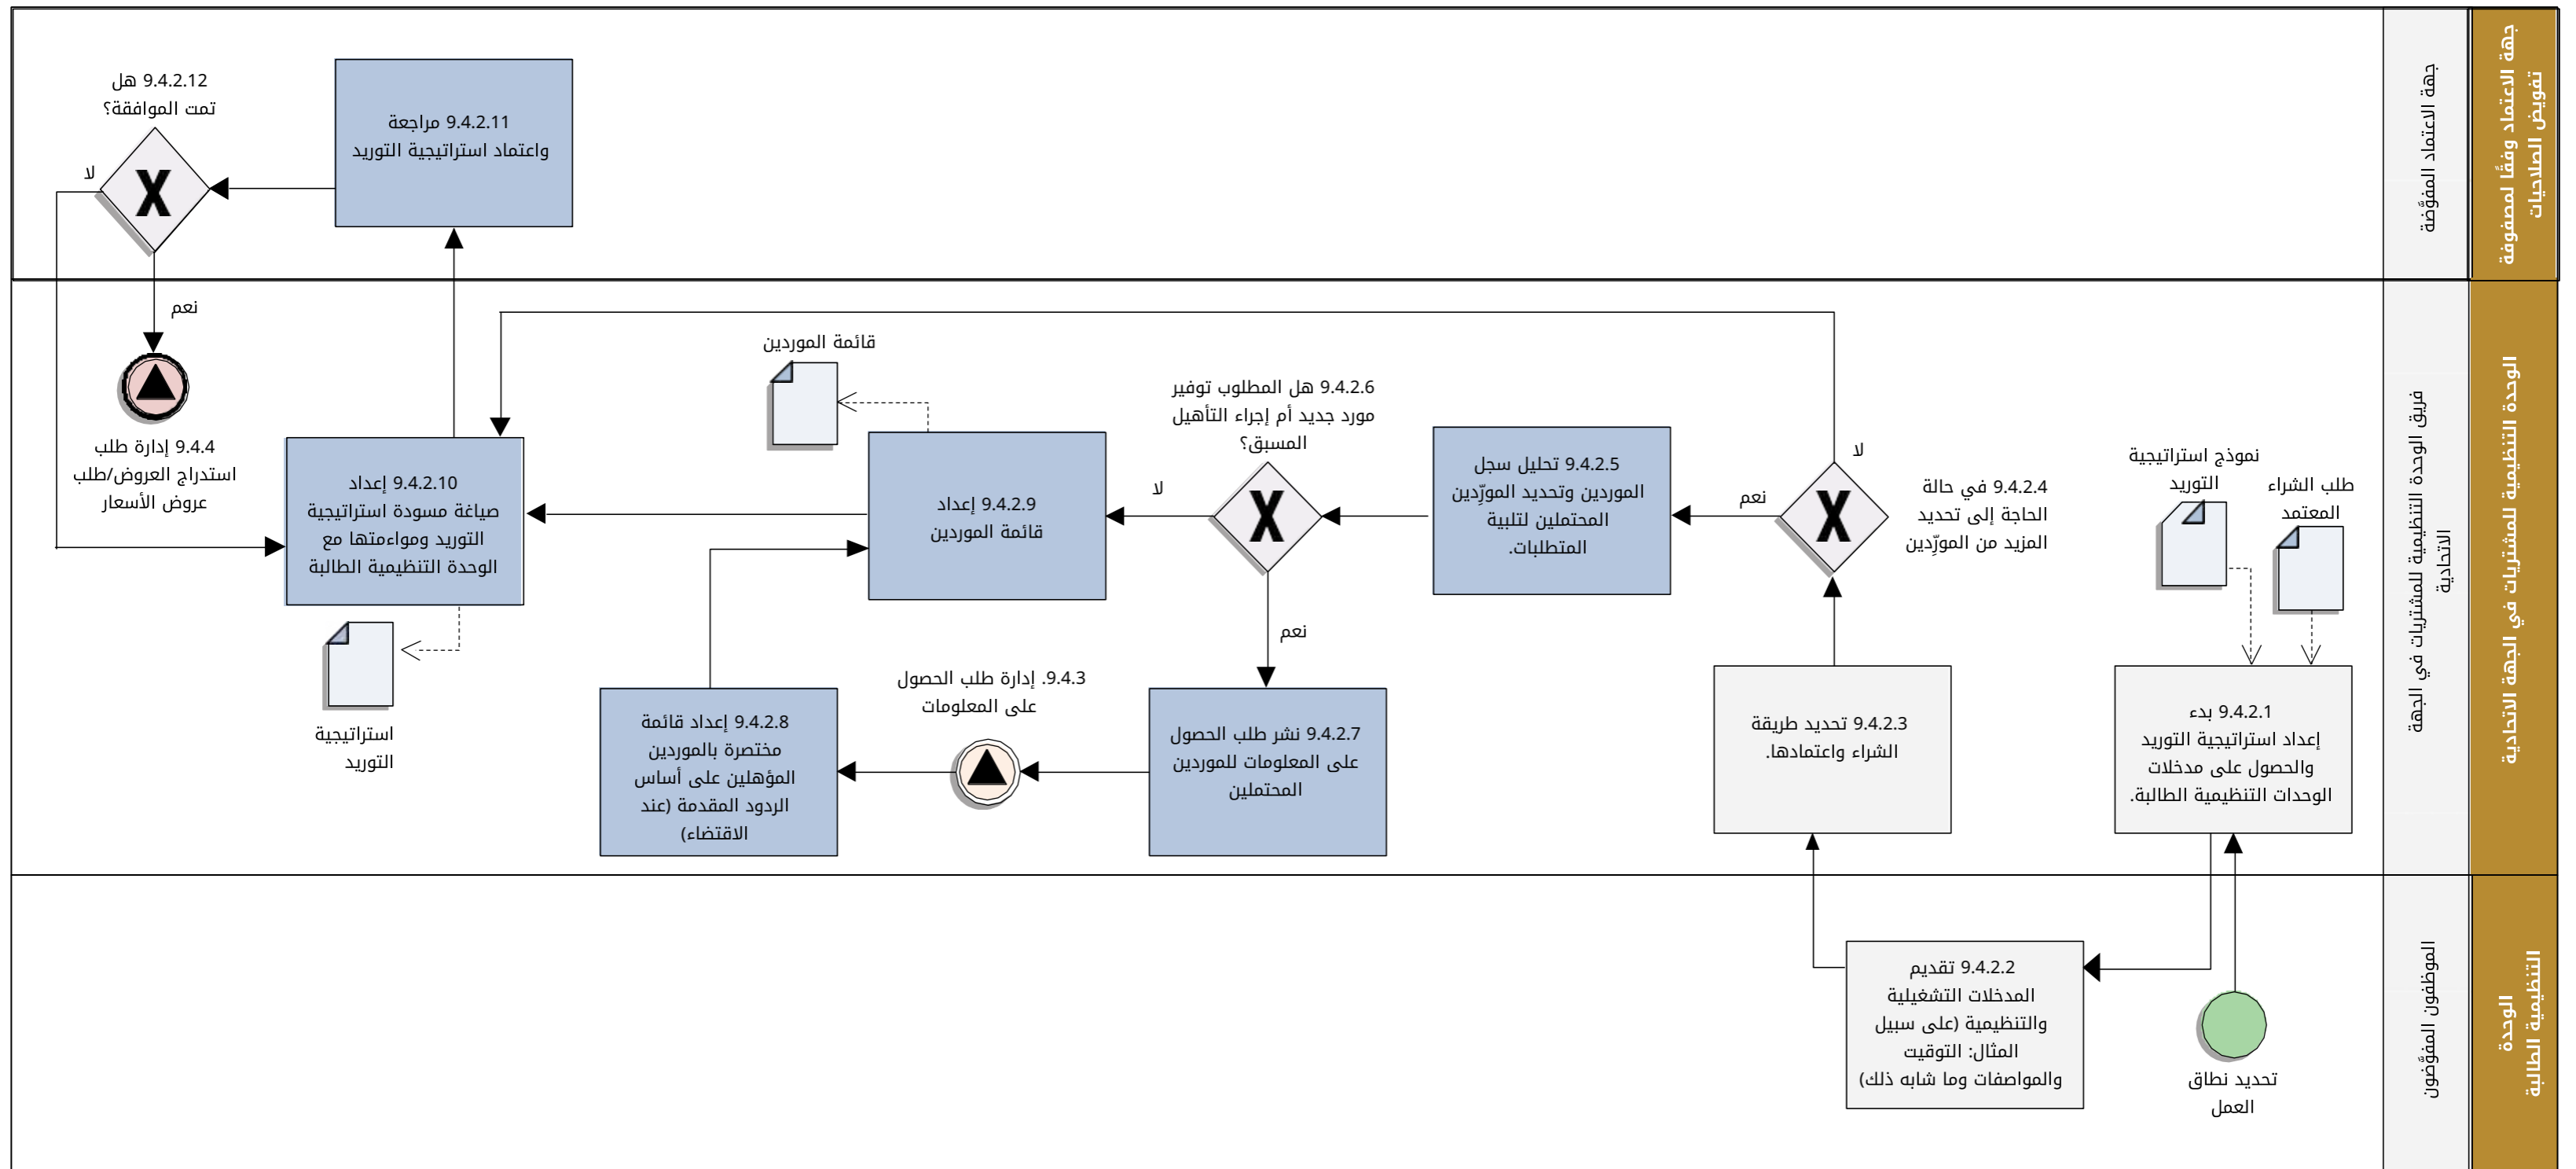 جهة الاعتماد وفقًا لمصفوفة
تفويض الصلاحيات
جهة الاعتماد المفوَّضة
9.4.2.11 مراجعة
واعتماد استراتيجية التوريد
9.4.2.12 هل
تمت الموافقة؟
لا
نعم
الوحدة التنظيمية للمشتريات في الجهة الاتحادية
فريق الوحدة التنظيمية للمشتريات في الجهة
الاتحادية
طلب الشراء
المعتمد
نموذج استراتيجية
التوريد
9.4.2.1 بدء
إعداد استراتيجية التوريد
والحصول على مدخلات
الوحدات التنظيمية الطالبة.
9.4.2.3 تحديد طريقة
الشراء واعتمادها.
9.4.2.4 في حالة
الحاجة إلى تحديد
المزيد من المورِّدين
لا
نعم
9.4.2.5 تحليل سجل
الموردين وتحديد المورِّدين
المحتملين لتلبية
المتطلبات.
9.4.2.6 هل المطلوب توفير
مورد جديد أم إجراء التأهيل
المسبق؟
لا
نعم
9.4.2.7 نشر طلب الحصول
على المعلومات للموردين
المحتملين
9.4.3. إدارة طلب الحصول
على المعلومات
9.4.2.8 إعداد قائمة
مختصرة بالموردين
المؤهلين على أساس
الردود المقدمة (عند
الاقتضاء)
قائمة الموردين
9.4.2.9 إعداد
قائمة الموردين
9.4.2.10 إعداد
صياغة مسودة استراتيجية
التوريد ومواءمتها مع
الوحدة التنظيمية الطالبة
استراتيجية
التوريد
9.4.4 إدارة طلب
استدراج العروض/طلب
عروض الأسعار
الوحدة
التنظيمية الطالبة
الموظفون المفوَّضون
تحديد نطاق
العمل
9.4.2.2 تقديم
المدخلات التشغيلية
والتنظيمية (على سبيل
المثال: التوقيت
والمواصفات وما شابه ذلك)